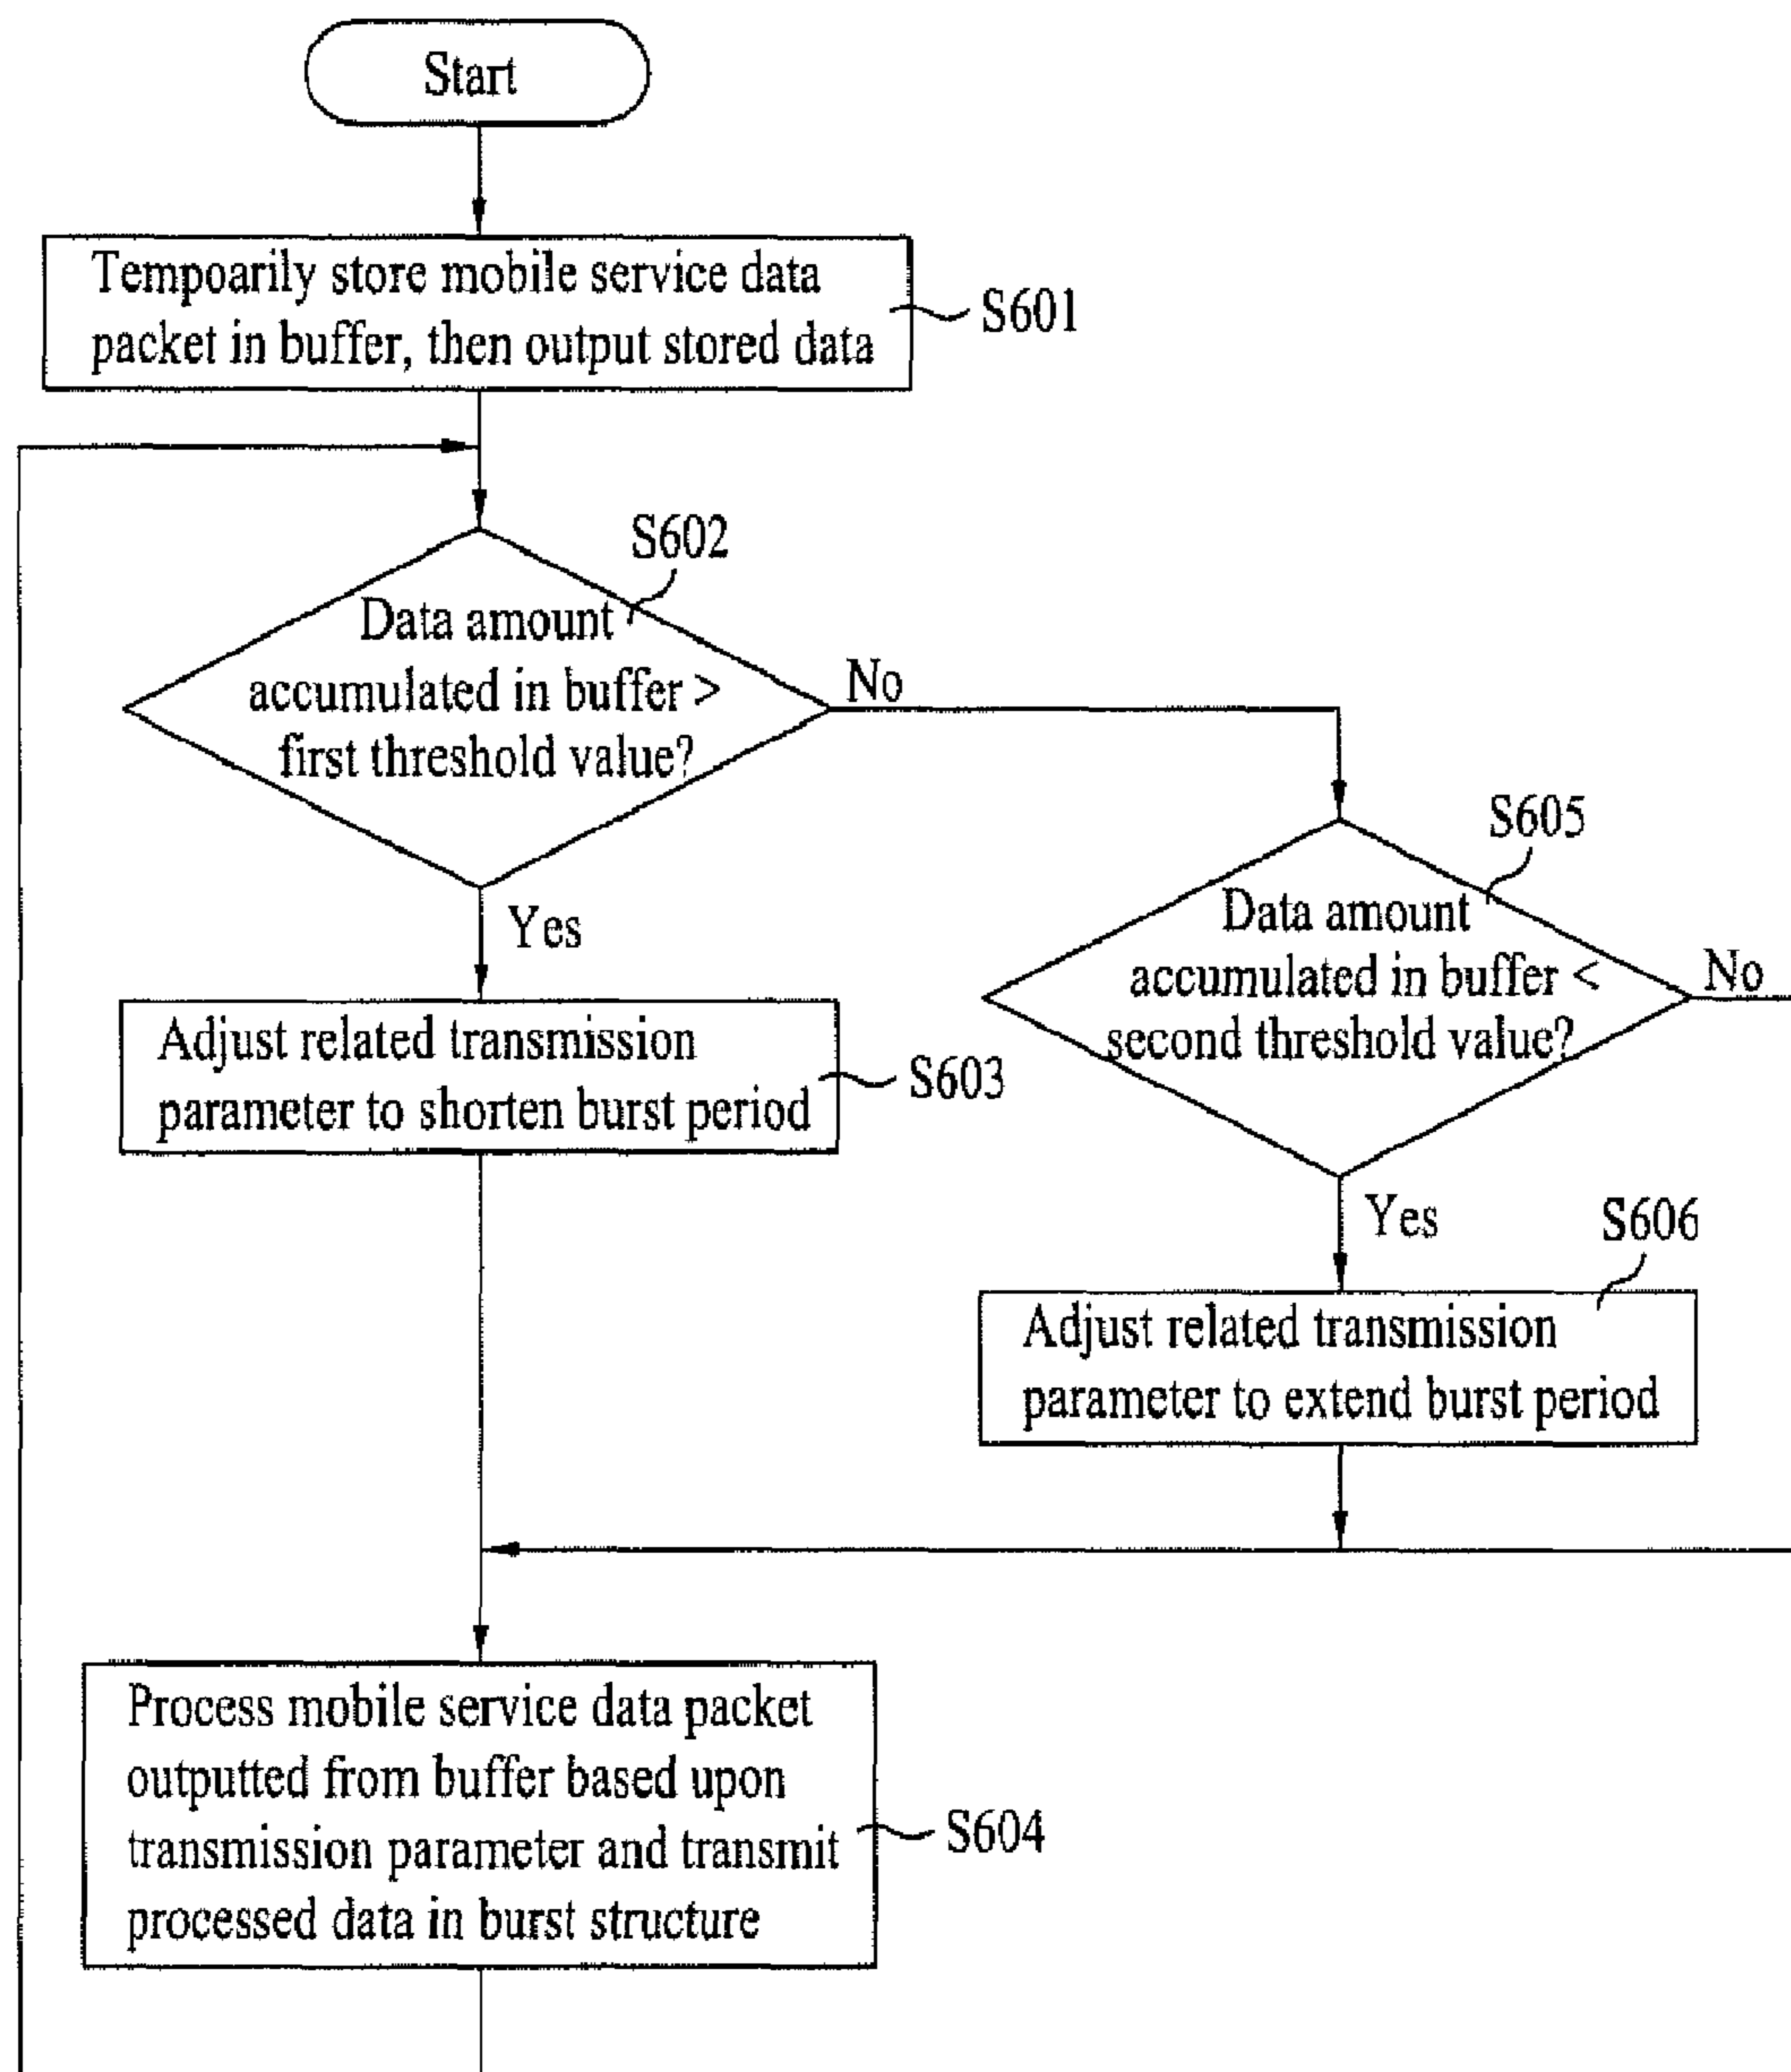 Start
Tempoarily store mobile service data
packet in buffer, then output stored data
S601
S602
Data amount
accumulated in buffer >
first threshold value?
No
Yes
S605
Data amount
accumulated in buffer <
second threshold value?
No
Yes
Adjust related transmission
parameter to shorten burst period
S603
S606
Adjust related transmission
parameter to extend burst period
Process mobile service data packet
outputted from buffer based upon
transmission parameter and transmit
processed data in burst structure
S604